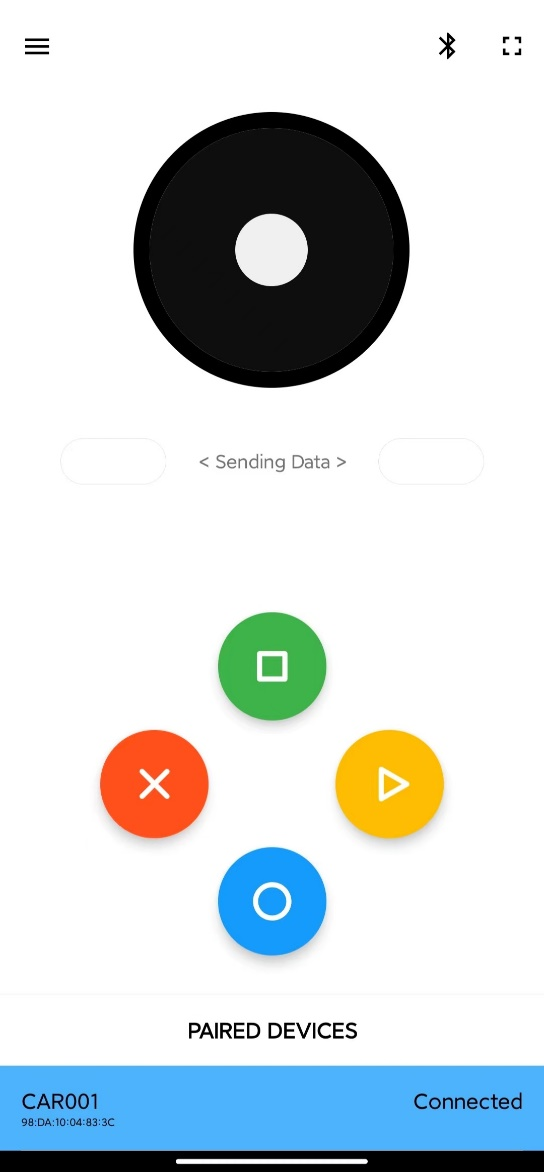 < Sending Data >
PAIRED DEVICES
CAR001
Connected
98:DA:10:04:83:3C